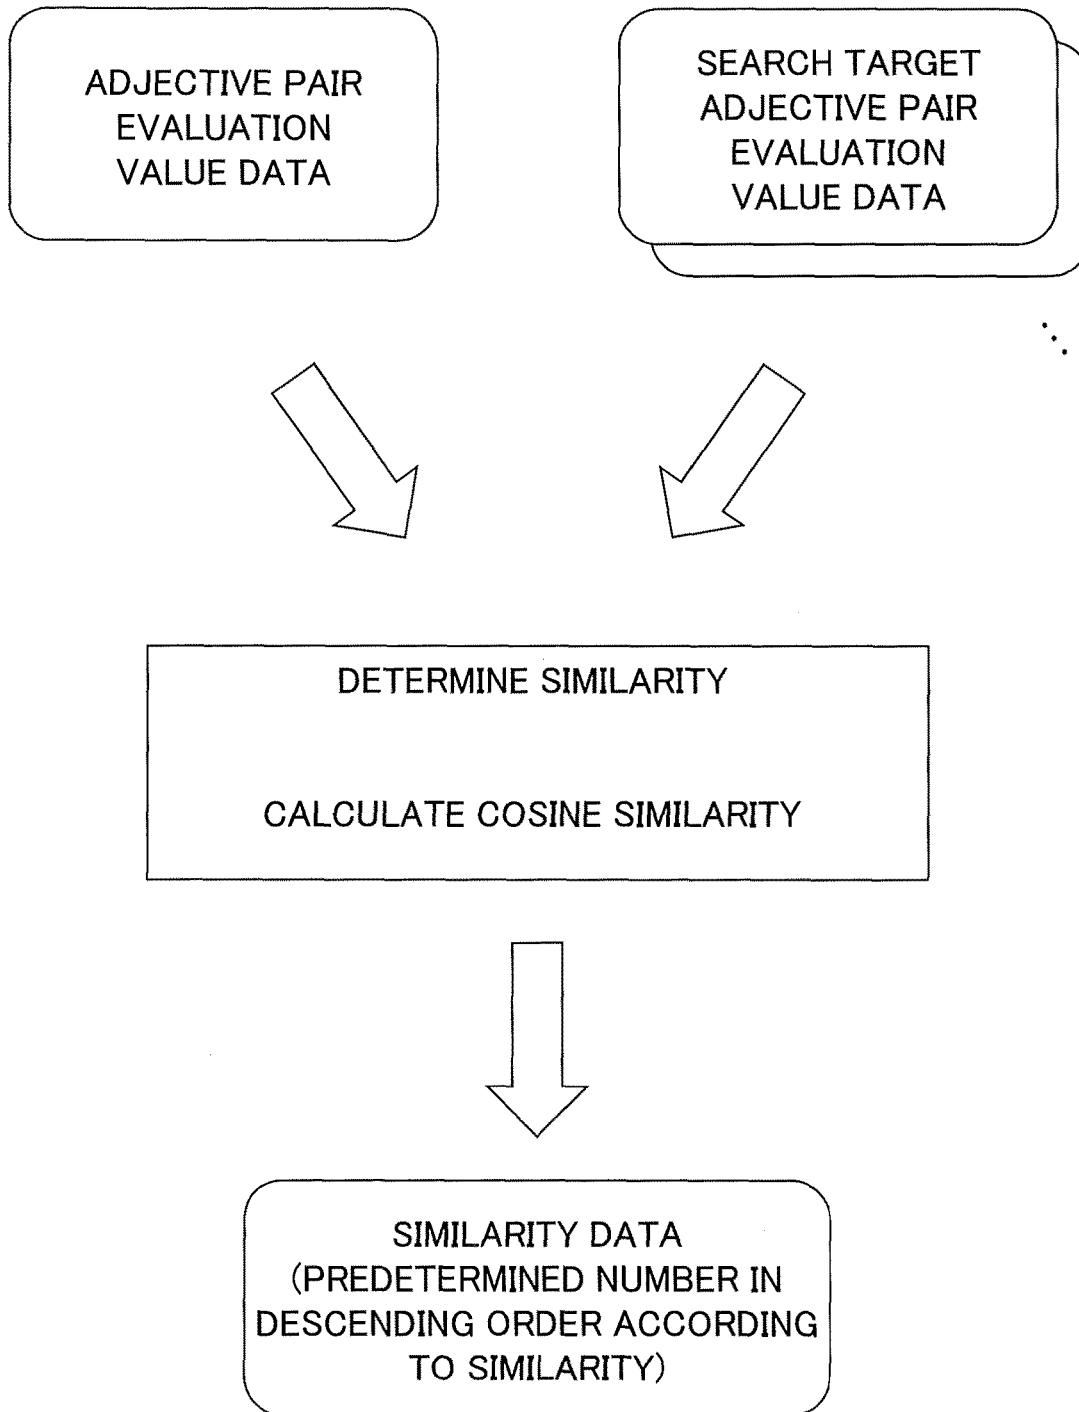 ADJECTIVE PAIR
EVALUATION
VALUE DATA
SEARCH TARGET
ADJECTIVE PAIR
EVALUATION
VALUE DATA
DETERMINE SIMILARITY
CALCULATE COSINE SIMILARITY
SIMILARITY DATA
(PREDETERMINED NUMBER IN
DESCENDING ORDER ACCORDING
TO SIMILARITY)